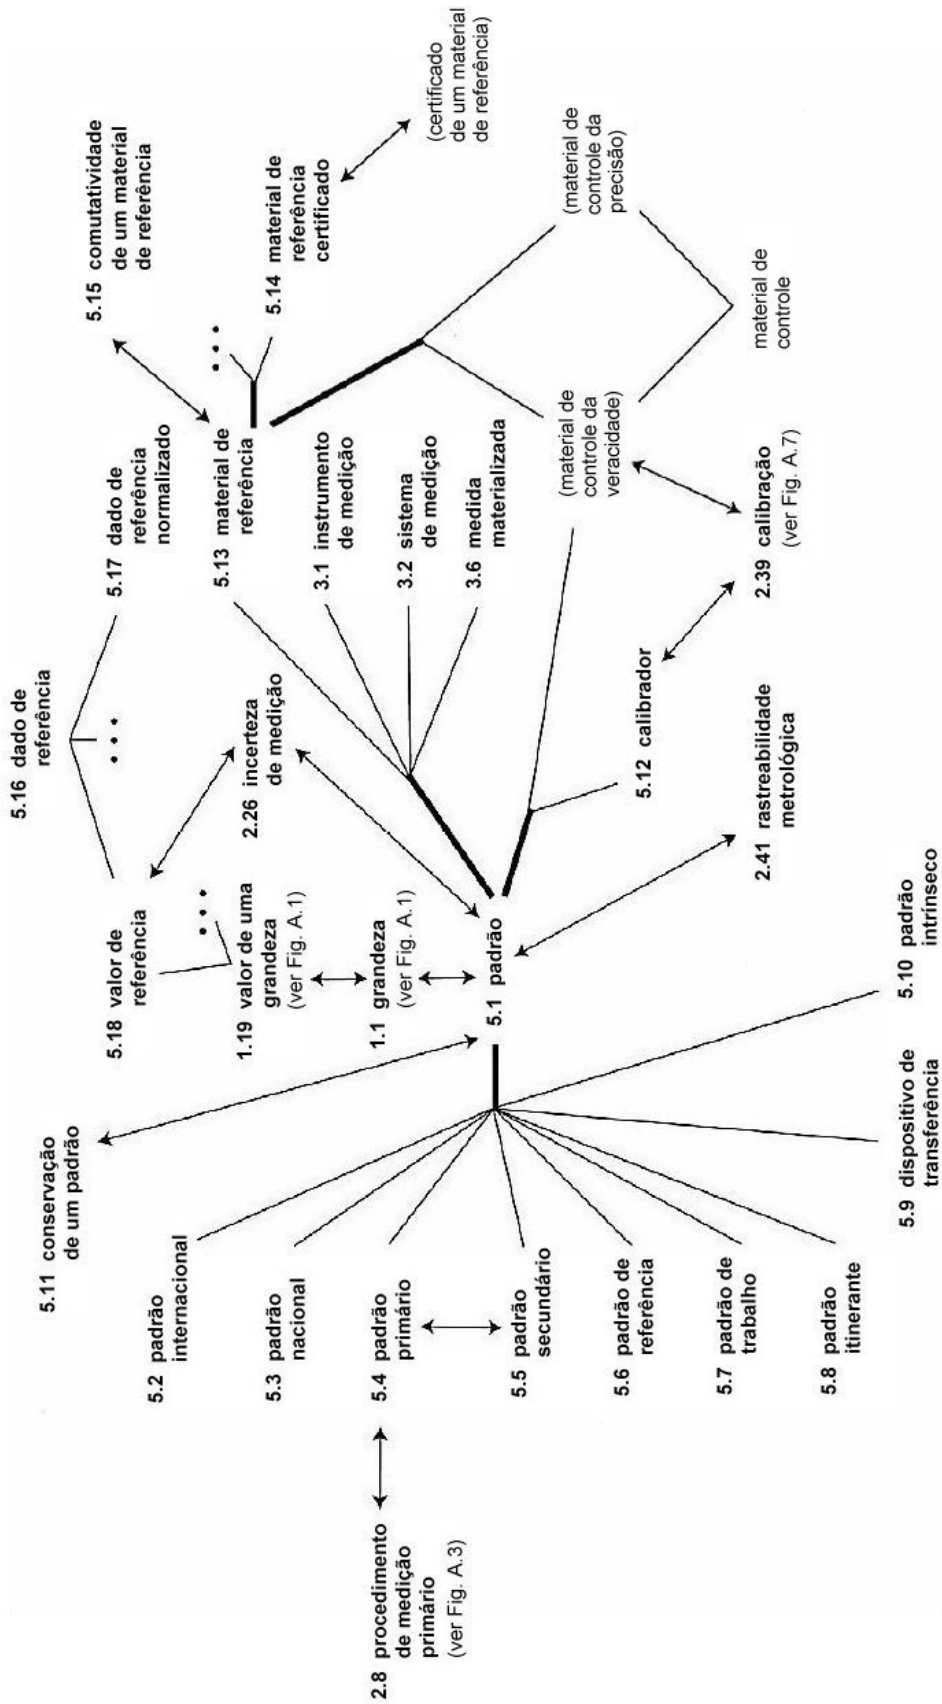 5.16 dado de
referência
5.17 dado de
referência
normalizado
5.15 comutatividade
de um material
de referência
5.11 conservação
de um padrão
5.18 valor de
referência
• • •
• • •
5.13 material de
referência
• • •
5.14 material de
referência
certificado
(certificado
de um material
de referência)
5.2 padrão
internacional
1.19 valor de uma
grandeza
(ver Fig. A.1)
2.26 incerteza
de medição
5.3 padrão
nacional
1.1 grandeza
(ver Fig. A.1)
3.1 instrumento
de medição
3.2 sistema
de medição
3.6 medida
materializada
2.8 procedimento
de medição
primário
(ver Fig. A.3)
5.4 padrão
primário
5.1 padrão
5.5 padrão
secundário
(material de
controle da
veracidade)
(material de
controle da
precisão)
5.6 padrão de
referência
5.12 calibrador
5.7 padrão de
trabalho
2.41 rastreabilidade
metrológica
2.39 calibração
(ver Fig. A.7)
material de
controle
5.8 padrão
itinerante
5.9 dispositivo de
transferência
5.10 padrão
intrínseco